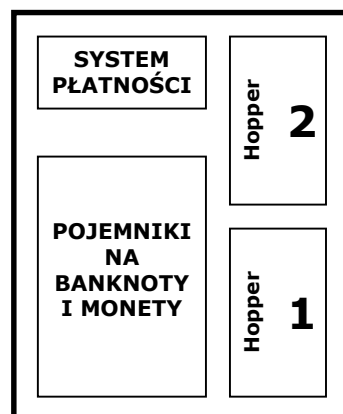 SYSTEM
PŁATNOŚCI
Hopper 2
POJEMNIKI
NA
BANKNOTY
I MONETY
Hopper 1